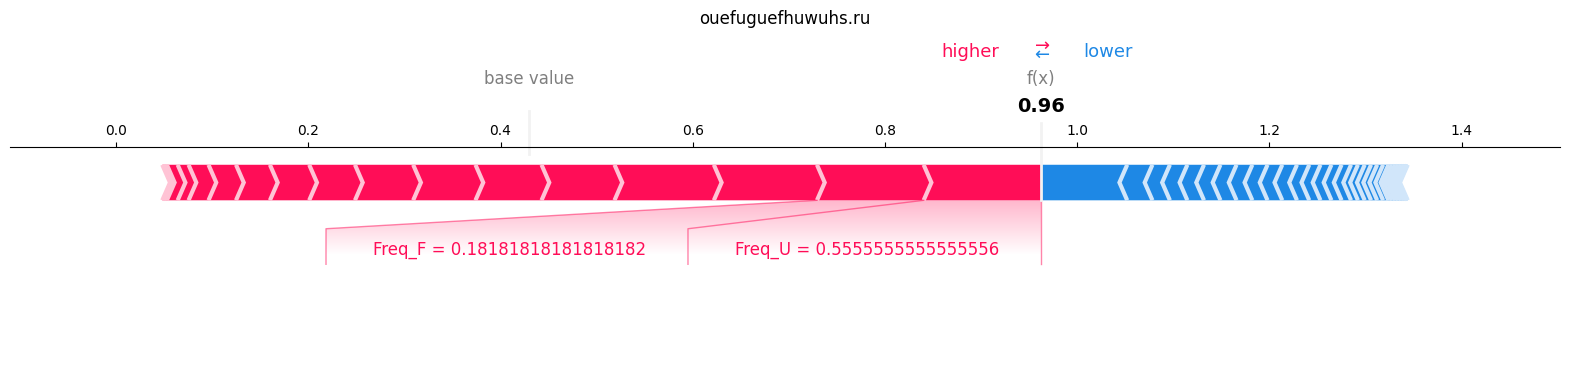 ouefuguefhuwuhs.ru
higher → ← lower
base value f(x)
0.96
0.0 0.2 0.4 0.6 0.8 1.0 1.2 1.4
Freq_F = 0.18181818181818182 Freq_U = 0.5555555555555556